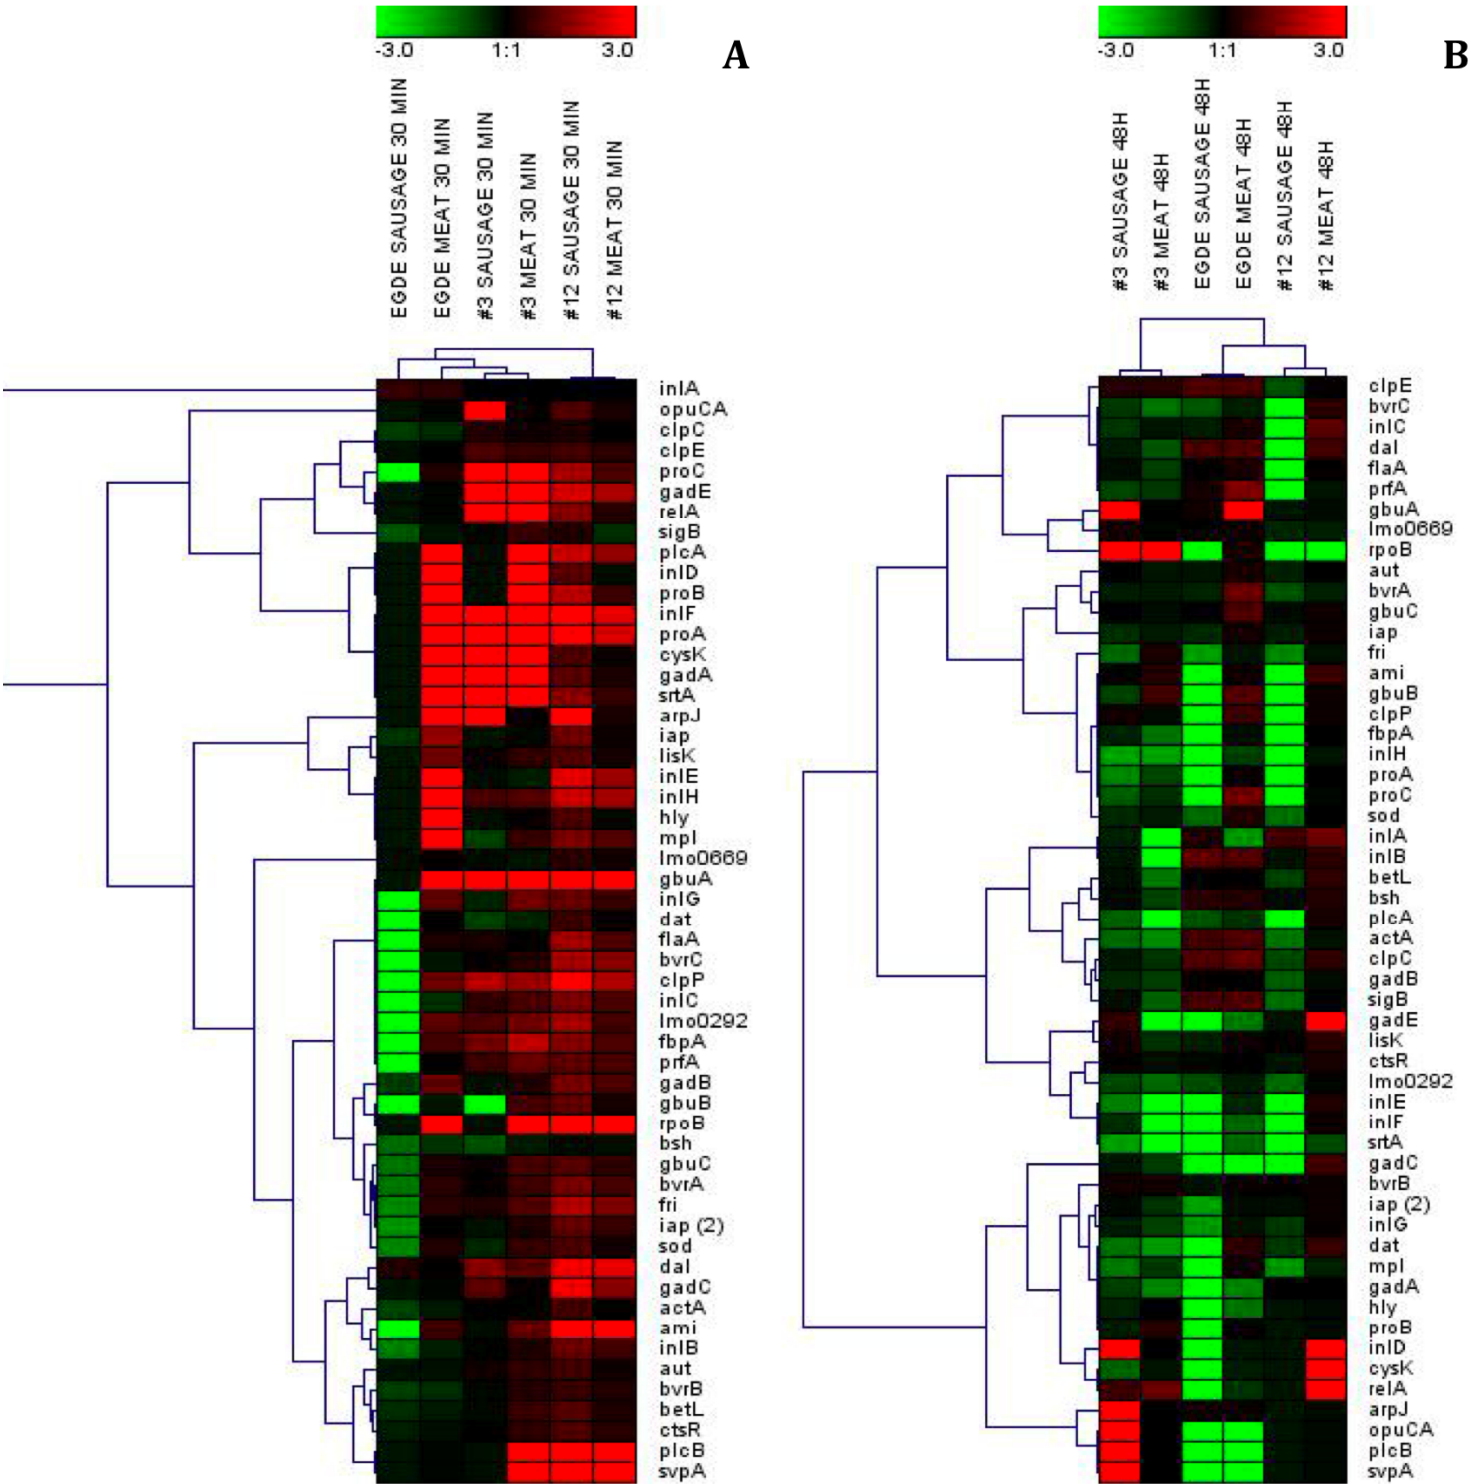 -3.0 1:1 3.0
A
EGDE SAUSAGE 30 MIN
EGDE MEAT 30 MIN
#3 SAUSAGE 30 MIN
#3 MEAT 30 MIN
#12 SAUSAGE 30 MIN
#12 MEAT 30 MIN
inlA
opuCA
clpC
clpE
proC
gadE
relA
sigB
plcA
inlD
proB
inlF
proA
cysK
gadA
srtA
arpJ
iap
lisK
inlE
inlH
hly
mpl
lmo0669
gbuA
inlG
dat
flaA
bvrC
clpP
inlC
lmo0292
fbpA
prfA
gadB
gbuB
rpoB
bsh
gbuC
bvrA
fri
iap (2)
sod
dal
gadC
actA
ami
inlB
aut
bvrB
betL
ctsR
plcB
svpA
-3.0 1:1 3.0
B
#3 SAUSAGE 48H
#3 MEAT 48H
EGDE SAUSAGE 48H
EGDE MEAT 48H
#12 SAUSAGE 48H
#12 MEAT 48H
clpE
bvrC
inlC
dal
flaA
prfA
gbuA
lmo0669
rpoB
aut
bvrA
gbuC
iap
fri
ami
gbuB
clpP
fbpA
inlH
proA
proC
sod
inlA
inlB
betL
bsh
plcA
actA
clpC
gadB
sigB
gadE
lisK
ctsR
lmo0292
inlE
inlF
srtA
gadC
bvrB
iap (2)
inlG
dat
mpl
gadA
hly
proB
inlD
cysK
relA
arpJ
opuCA
plcB
svpA